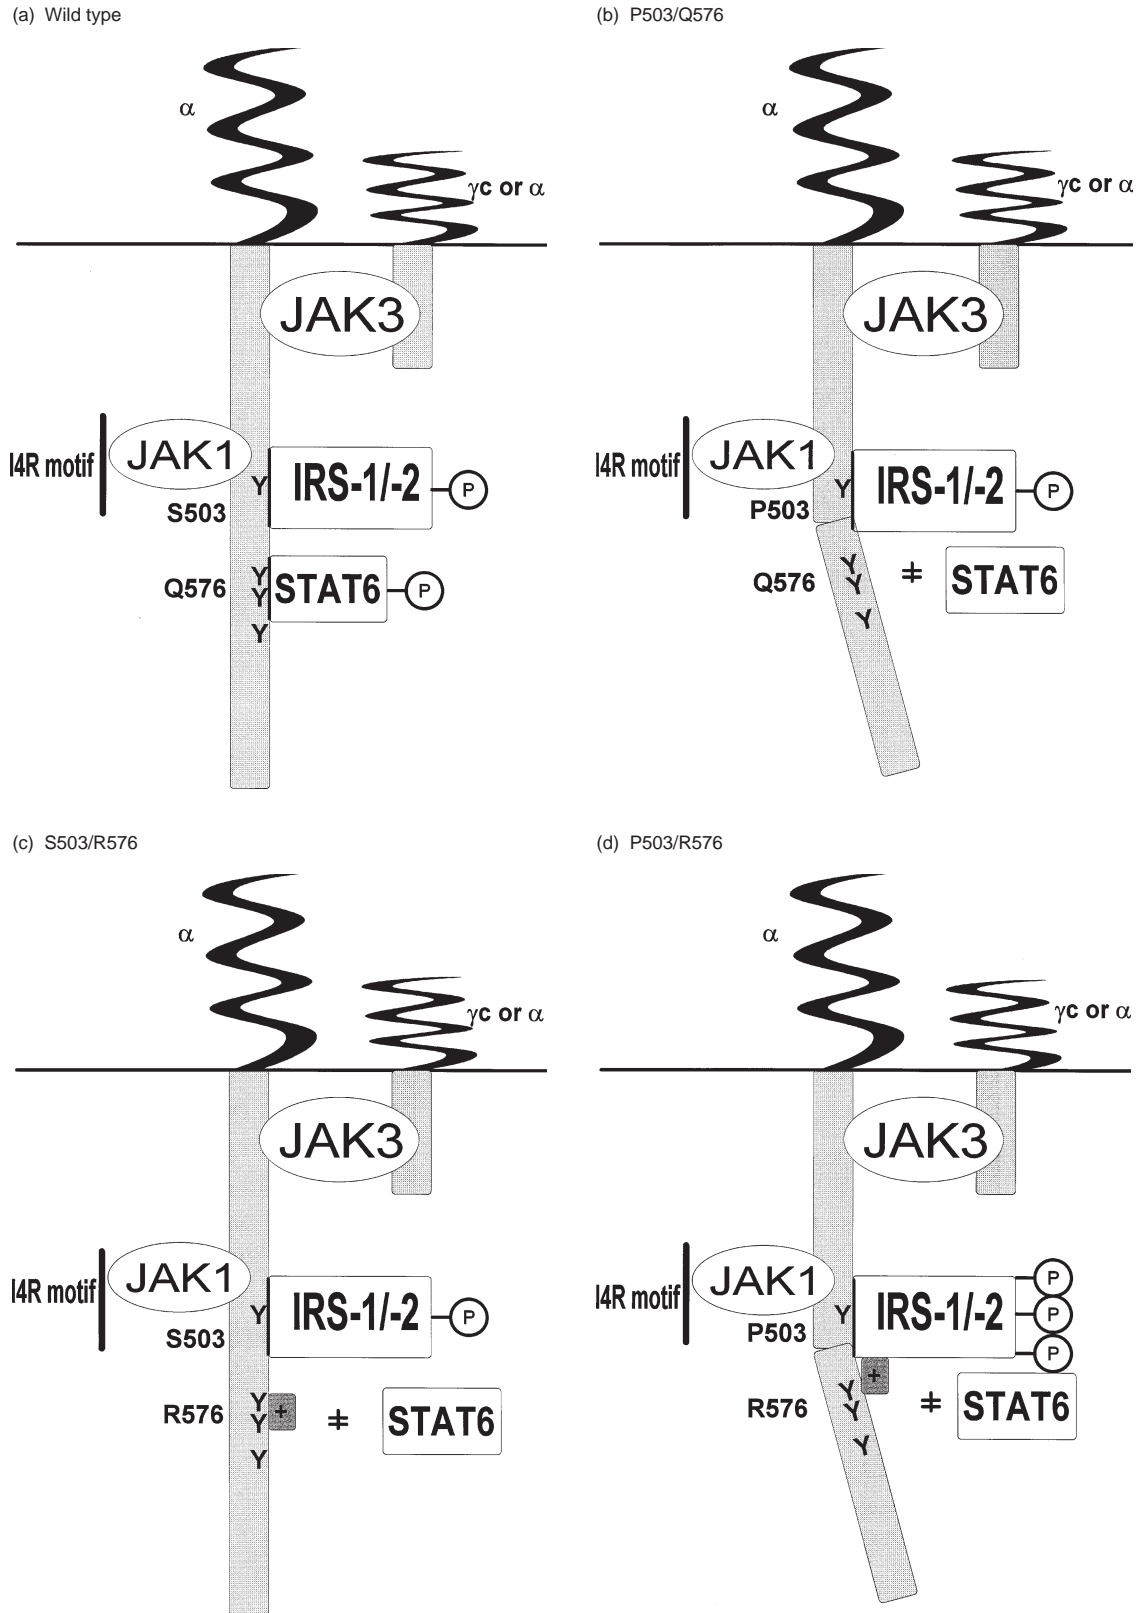 (a) Wild type
(b) P503/Q576
α
γc or α
α
γc or α
JAK3
JAK3
I4R motif
JAK1
Y
IRS-1/-2
P
S503
I4R motif
JAK1
Y
IRS-1/-2
P
P503
Q576
Y
Y
Y
STAT6
P
Q576
Y
Y
Y
≠
STAT6
(c) S503/R576
(d) P503/R576
α
γc or α
α
γc or α
JAK3
JAK3
I4R motif
JAK1
Y
IRS-1/-2
P
S503
I4R motif
JAK1
Y
IRS-1/-2
P
P
P
P503
R576
Y
Y
Y
+
≠
STAT6
R576
Y
Y
Y
+
≠
STAT6